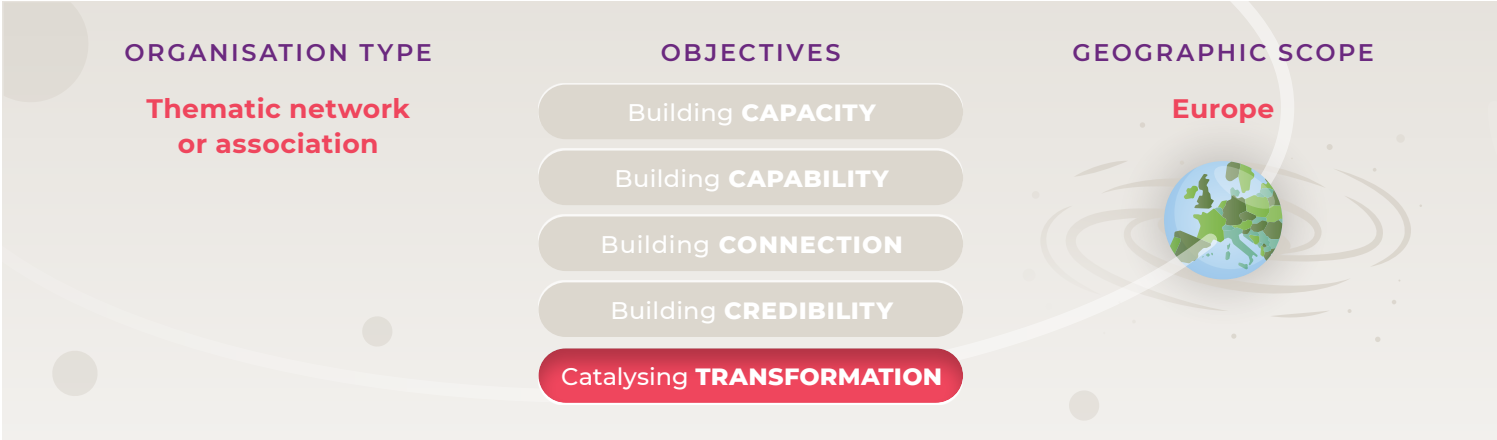 ORGANISATION TYPE
Thematic network
or association
OBJECTIVES
Building CAPACITY
Building CAPABILITY
Building CONNECTION
Building CREDIBILITY
Catalysing TRANSFORMATION
GEOGRAPHIC SCOPE
Europe